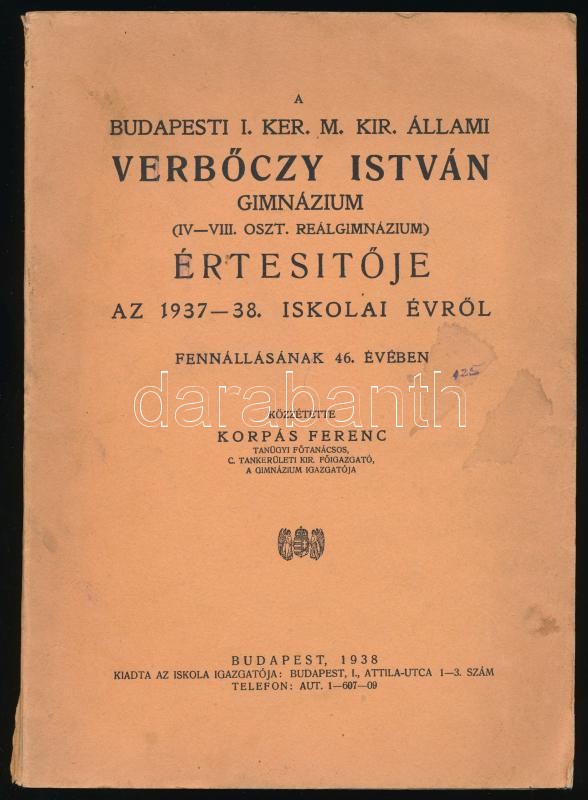 A
BUDAPESTI I. KER. M. KIR. ÁLLAMI
VERBŐCZY ISTVÁN
GIMNÁZIUM
(IV—VIII. OSZT. REÁLGIMNÁZIUM)
ÉRTESITŐJE
AZ 1937—38. ISKOLAI ÉVRŐL
FENNÁLLÁSÁNAK 46. ÉVÉBEN
425
darabanth
KÖZZÉTETTE
KORPÁS FERENC
TANÜGYI FŐTANÁCSOS,
C. TANKERÜLETI KIR. FŐIGAZGATÓ,
A GIMNÁZIUM IGAZGATÓJA
BUDAPEST, 1938
KIADTA AZ ISKOLA IGAZGATÓJA: BUDAPEST, I., ATTILA-UTCA 1—3. SZÁM
TELEFON: AUT. 1—607—09